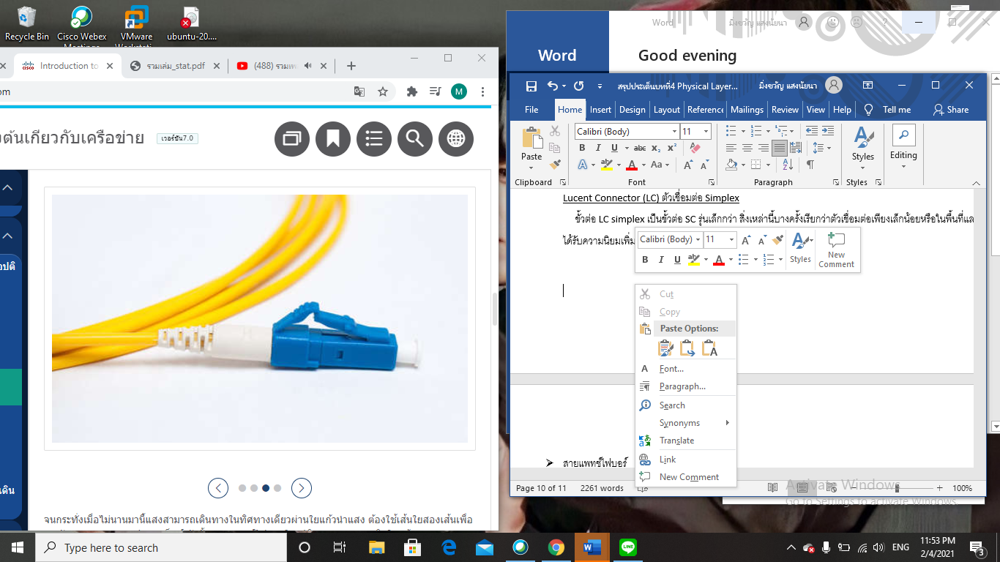 Recycle Bin
Cisco Webex
VMware
ubuntu-20....
Introduction to
รวมเล่ม_stat.pdf
(488) รวมเพ
om
M
งต้นเกี่ยวกับเครือข่าย
เวอร์ชัน7.0
อปติ
เดิน
จนกระทั่งเมื่อไม่นานมานี้แสงสามารถเดินทางในทิศทางเดียวผ่านใยแก้วนำแสง ต้องใช้เส้นใยสองเส้นเพื่อ
Word
มิ่งขวัญ แสงนัยนา
Word
Good evening
สรุปประเด็นบทที่4 Physical Layer...
มิ่งขวัญ แสงนัยนา
File
Home
Insert
Design
Layout
Reference
Mailings
Review
View
Help
Tell me
Share
Paste
Calibri (Body)
11
Styles
Editing
Clipboard
Font
Paragraph
Styles
Lucent Connector (LC) ตัวเชื่อมต่อ Simplex
ขั้วต่อ LC simplex เป็นขั้วต่อ SC รุ่นเล็กกว่า สิ่งเหล่านี้บางครั้งเรียกว่าตัวเชื่อมต่อเพียงเล็กน้อยหรือในพื้นที่และ
ได้รับความนิยมเพิ่ม
Calibri (Body)
11
Styles
New
Comment
Cut
Copy
Paste Options:
Font...
Paragraph...
Search
Synonyms
Translate
Link
New Comment
สายแพทช์ไฟเบอร์
Page 10 of 11
2261 words
100%
Activate Windows
Go to Settings to activate Windows.
Type here to search
ENG
11:53 PM
2/4/2021
3